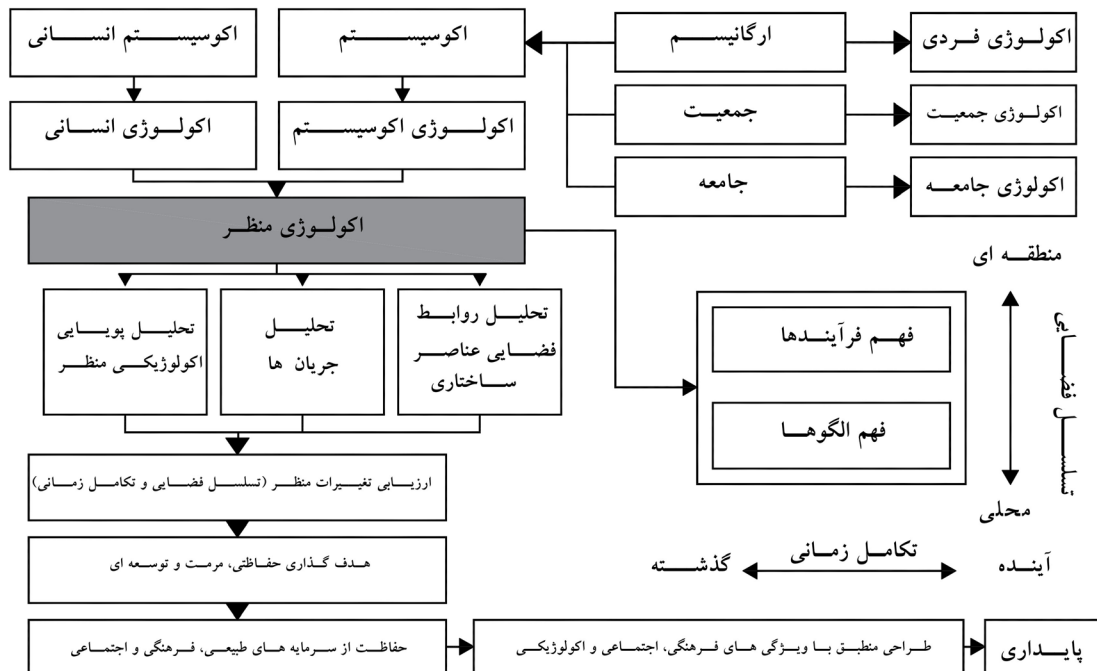 اکولوژی فردی
ارگانیسم
اکوسیستم
اکوسیستم انسانی
اکولوژی جمعیت
جمعیت
اکولوژی اکوسیستم
اکولوژی انسانی
اکولوژی جامعه
جامعه
اکولوژی منظر
منطقه ای
تسلسل فضایی
محلی
فهم فرآیندها
فهم الگوها
تحلیل روابط
فضایی عناصر
ساختاری
تحلیل
جریان ها
تحلیل پویایی
اکولوژیکی منظر
ارزیابی تغییرات منظر (تسلسل فضایی و تکامل زمانی)
هدف گذاری حفاظتی، مرمت و توسعه ای
آینده
تکامل زمانی
گذشته
حفاظت از سرمایه های طبیعی، فرهنگی و اجتماعی
طراحی منطبق با ویژگی های فرهنگی، اجتماعی و اکولوژیکی
پایداری